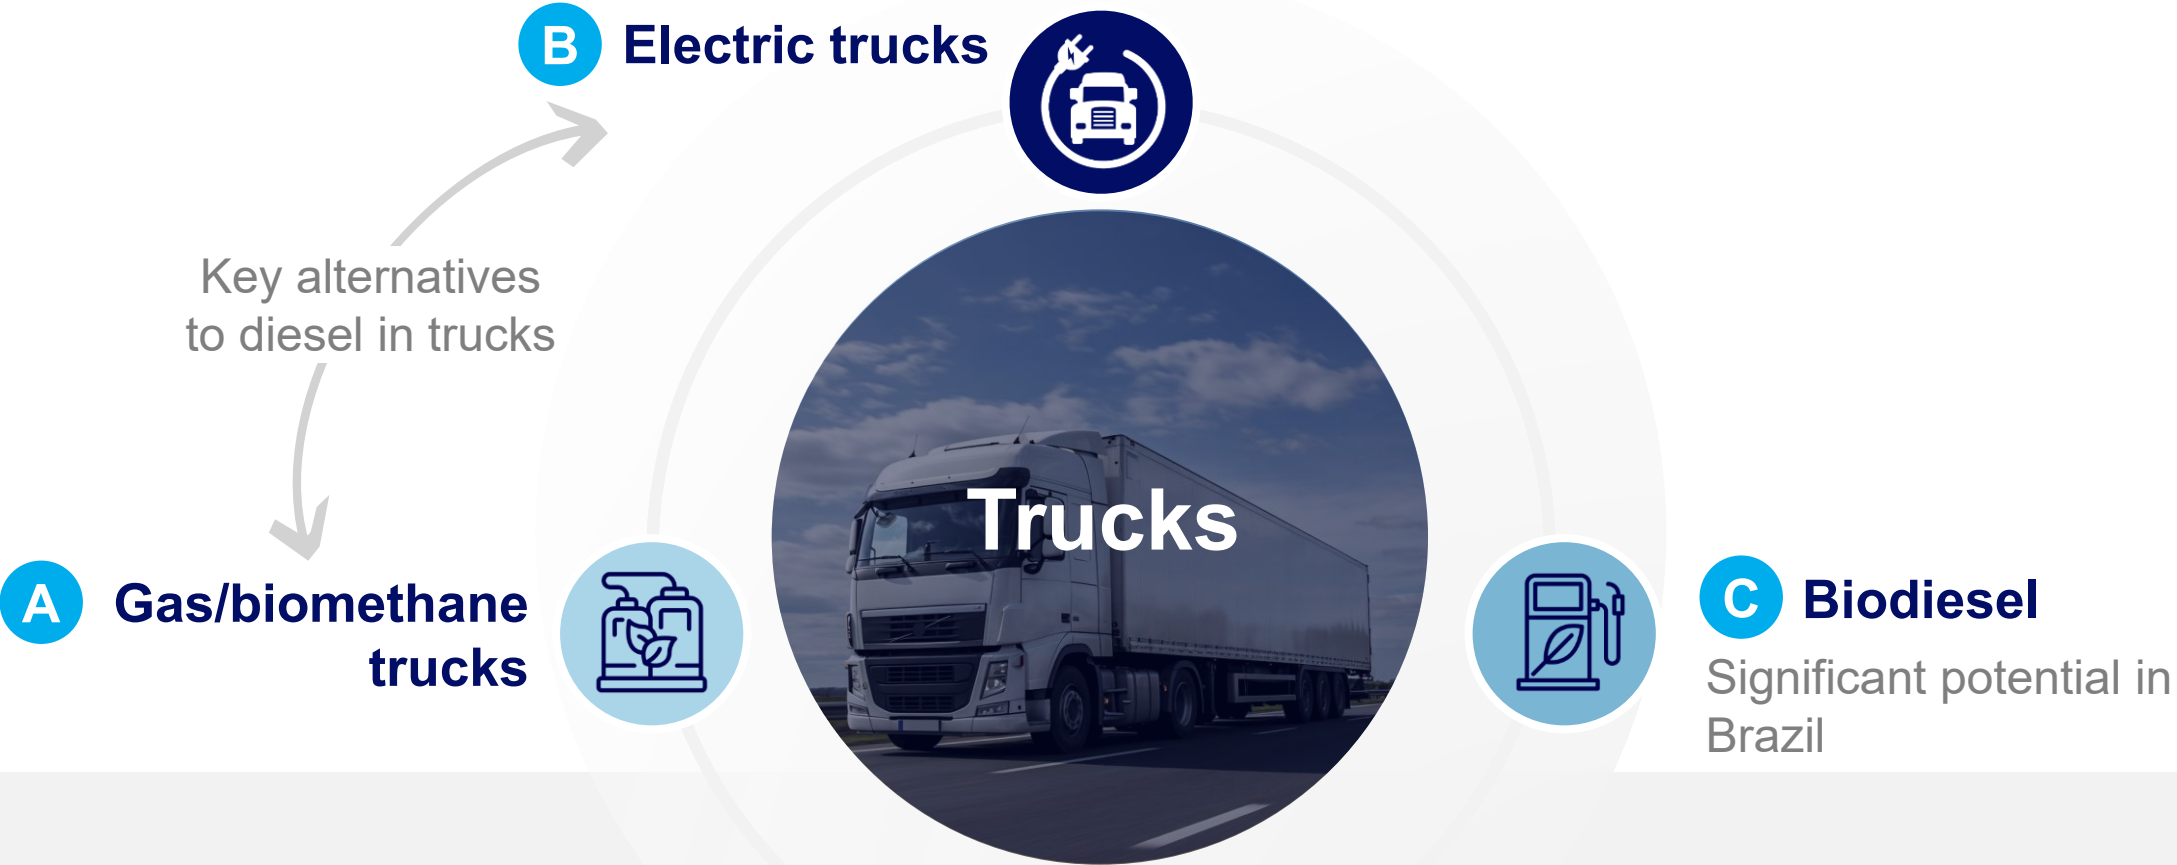 B
Electric trucks
Key alternatives
to diesel in trucks
Trucks
A
Gas/biomethane
trucks
C
Biodiesel
Significant potential in
Brazil